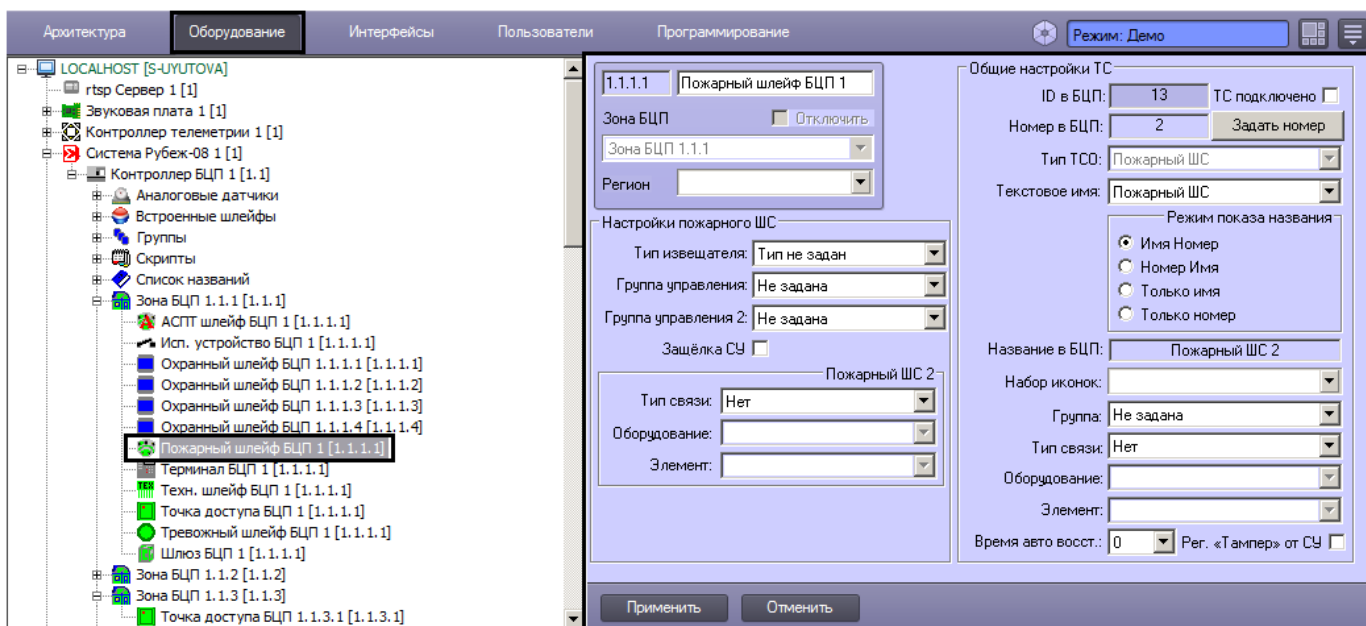 Архитектура Оборудование Интерфейсы Пользователи Программирование Режим: Демо
LOCALHOST [S-UYUTOVA]
rtsp Сервер 1 [1]
Звуковая плата 1 [1]
Контроллер телеметрии 1 [1]
Система Рубеж-08 1 [1]
Контроллер БЦП 1 [1.1]
Аналоговые датчики
Встроенные шлейфы
Группы
Скрипты
Список названий
Зона БЦП 1.1.1 [1.1.1]
АСПТ шлейф БЦП 1 [1.1.1.1]
Исп. устройство БЦП 1 [1.1.1.1]
Охранный шлейф БЦП 1.1.1.1 [1.1.1.1]
Охранный шлейф БЦП 1.1.1.2 [1.1.1.2]
Охранный шлейф БЦП 1.1.1.3 [1.1.1.3]
Охранный шлейф БЦП 1.1.1.4 [1.1.1.4]
Пожарный шлейф БЦП 1 [1.1.1.1]
Терминал БЦП 1 [1.1.1.1]
Техн. шлейф БЦП 1 [1.1.1.1]
Точка доступа БЦП 1 [1.1.1.1]
Тревожный шлейф БЦП 1 [1.1.1.1]
Шлюз БЦП 1 [1.1.1.1]
Зона БЦП 1.1.2 [1.1.2]
Зона БЦП 1.1.3 [1.1.3]
Точка доступа БЦП 1.1.3.1 [1.1.3.1]
1.1.1.1 Пожарный шлейф БЦП 1
Зона БЦП Отключить
Зона БЦП 1.1.1
Регион
Настройки пожарного ШС
Тип извещателя: Тип не задан
Группа управления: Не задана
Группа управления 2: Не задана
Защёлка СУ
Пожарный ШС 2
Тип связи: Нет
Оборудование:
Элемент:
Общие настройки ТС
ID в БЦП: 13 ТС подключено
Номер в БЦП: 2 Задать номер
Тип ТСО: Пожарный ШС
Текстовое имя: Пожарный ШС
Режим показа названия
Имя Номер
Номер Имя
Только имя
Только номер
Название в БЦП: Пожарный ШС 2
Набор иконок:
Группа: Не задана
Тип связи: Нет
Оборудование:
Элемент:
Время авто восст.: 0 Рег. «Тампер» от СУ
Применить Отменить